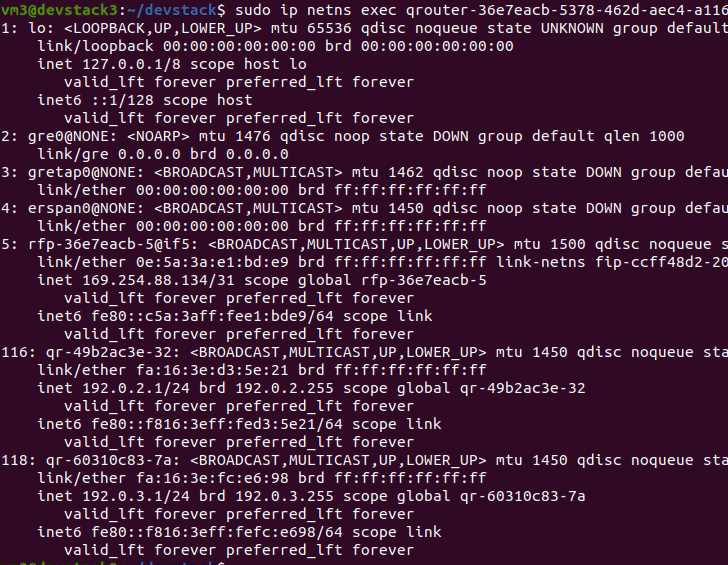 vm3@devstack3:~/devstack$ sudo ip netns exec qrouter-36e7eacb-5378-462d-aec4-a116
1: lo: <LOOPBACK,UP,LOWER_UP> mtu 65536 qdisc noqueue state UNKNOWN group default
    link/loopback 00:00:00:00:00:00 brd 00:00:00:00:00:00
    inet 127.0.0.1/8 scope host lo
       valid_lft forever preferred_lft forever
    inet6 ::1/128 scope host
       valid_lft forever preferred_lft forever
2: gre0@NONE: <NOARP> mtu 1476 qdisc noop state DOWN group default qlen 1000
    link/gre 0.0.0.0 brd 0.0.0.0
3: gretap0@NONE: <BROADCAST,MULTICAST> mtu 1462 qdisc noop state DOWN group defau
    link/ether 00:00:00:00:00:00 brd ff:ff:ff:ff:ff:ff
4: erspan0@NONE: <BROADCAST,MULTICAST> mtu 1450 qdisc noop state DOWN group defau
    link/ether 00:00:00:00:00:00 brd ff:ff:ff:ff:ff:ff
5: rfp-36e7eacb-5@if5: <BROADCAST,MULTICAST,UP,LOWER_UP> mtu 1500 qdisc noqueue s
    link/ether 0e:5a:3a:e1:bd:e9 brd ff:ff:ff:ff:ff:ff link-netns fip-ccff48d2-20
    inet 169.254.88.134/31 scope global rfp-36e7eacb-5
       valid_lft forever preferred_lft forever
    inet6 fe80::c5a:3aff:fee1:bde9/64 scope link
       valid_lft forever preferred_lft forever
116: qr-49b2ac3e-32: <BROADCAST,MULTICAST,UP,LOWER_UP> mtu 1450 qdisc noqueue sta
    link/ether fa:16:3e:d3:5e:21 brd ff:ff:ff:ff:ff:ff
    inet 192.0.2.1/24 brd 192.0.2.255 scope global qr-49b2ac3e-32
       valid_lft forever preferred_lft forever
    inet6 fe80::f816:3eff:fed3:5e21/64 scope link
       valid_lft forever preferred_lft forever
118: qr-60310c83-7a: <BROADCAST,MULTICAST,UP,LOWER_UP> mtu 1450 qdisc noqueue sta
    link/ether fa:16:3e:fc:e6:98 brd ff:ff:ff:ff:ff:ff
    inet 192.0.3.1/24 brd 192.0.3.255 scope global qr-60310c83-7a
       valid_lft forever preferred_lft forever
    inet6 fe80::f816:3eff:fefc:e698/64 scope link
       valid_lft forever preferred_lft forever